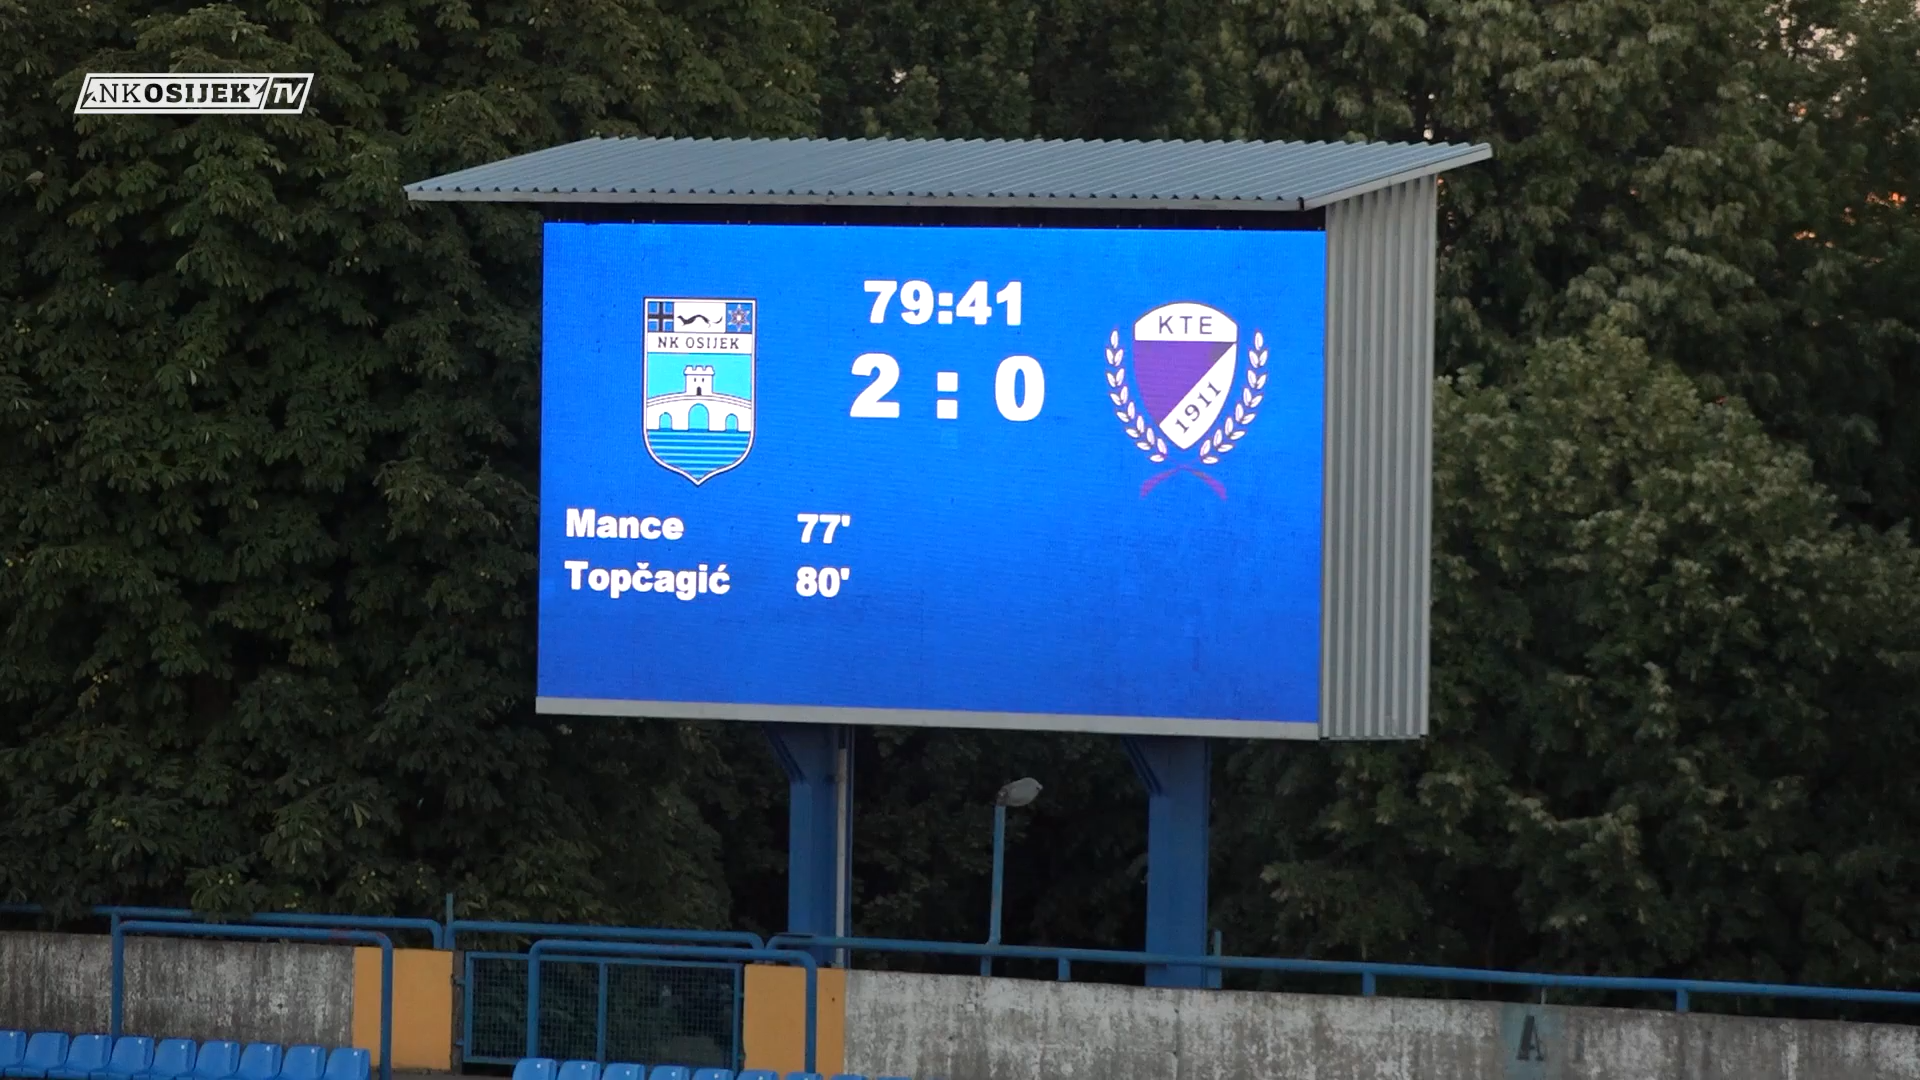 NKOSIJEK TV
79:41
NK OSIJEK
KTE
2 : 0
1911
Mance 77'
Topčagić 80'
A